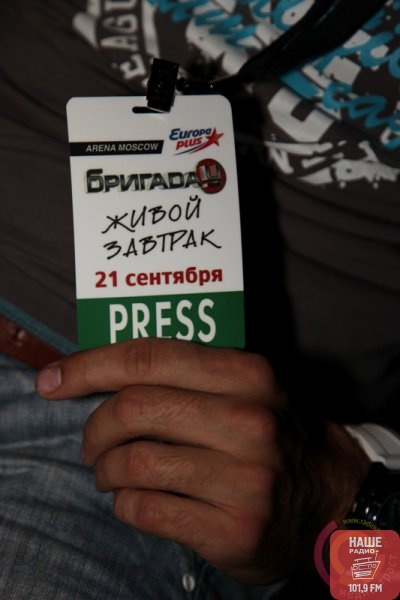 Europa
plus
ARENA MOSCOW
БРИГАДА У
ЖИВОЙ
ЗАВТРАК
21 сентября
PRESS
НАШЕ
РАДИО
101,9 FM